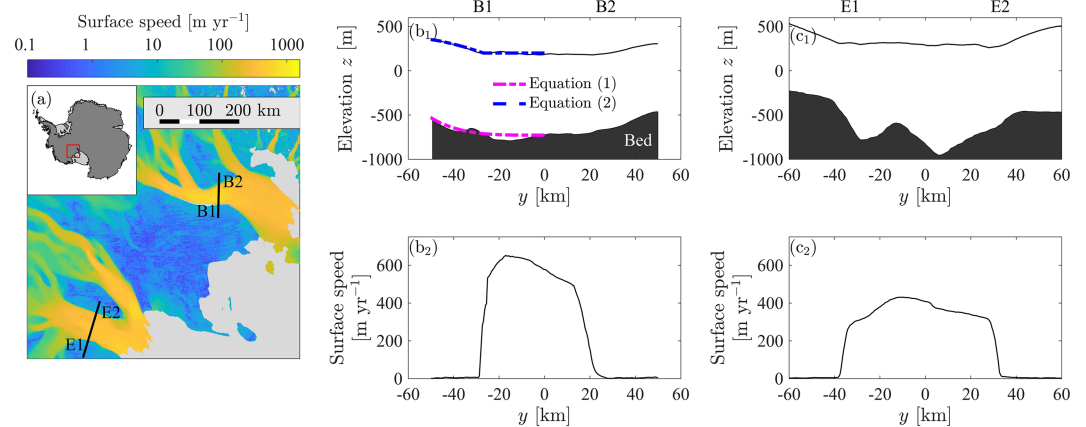 Surface speed [m yr⁻¹]
0.1 1 10 100 1000
(a)
0 100 200 km
B2
B1
E2
E1
B1 B2
(b₁)
Elevation z [m]
500
0
-500
-1000
Equation (1)
Equation (2)
Bed
-60 -40 -20 0 20 40 60
y [km]
E1 E2
(c₁)
Elevation z [m]
500
0
-500
-1000
-60 -40 -20 0 20 40 60
y [km]
(b₂)
Surface speed
[m yr⁻¹]
600
400
200
0
-60 -40 -20 0 20 40 60
y [km]
(c₂)
Surface speed
[m yr⁻¹]
600
400
200
0
-60 -40 -20 0 20 40 60
y [km]